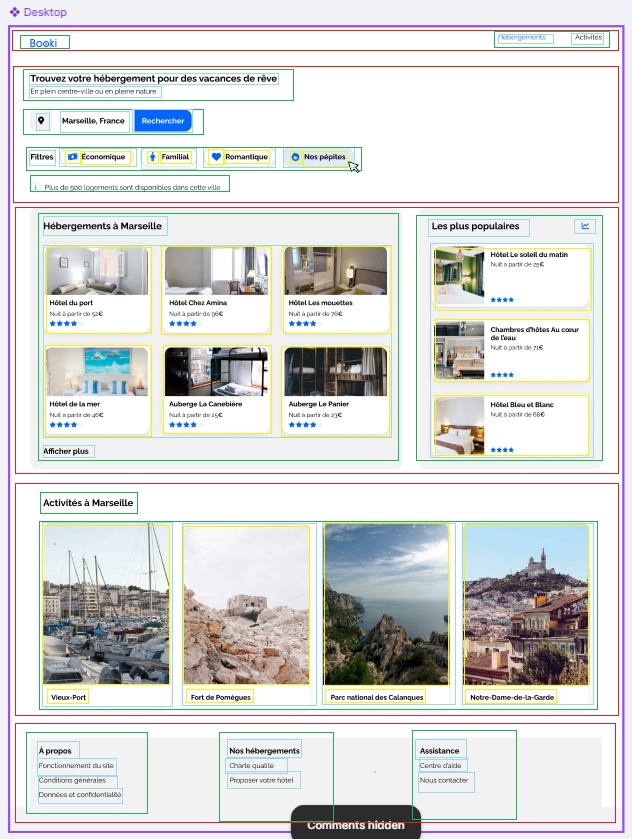 Desktop
Booki
Hébergements Activités
Trouvez votre hébergement pour des vacances de rêve
En plein centre-ville ou en pleine nature
Marseille, France Rechercher
Filtres Économique Familial Romantique Nos pépites
i Plus de 500 logements sont disponibles dans cette ville
Hébergements à Marseille
Hôtel du port
Nuit à partir de 52€
Hôtel Chez Amina
Nuit à partir de 96€
Hôtel Les mouettes
Nuit à partir de 76€
Hôtel de la mer
Nuit à partir de 46€
Auberge La Canebière
Nuit à partir de 25€
Auberge Le Panier
Nuit à partir de 23€
Afficher plus
Les plus populaires
Hôtel Le soleil du matin
Nuit à partir de 25€
Chambres d'hôtes Au cœur
de l'eau
Nuit à partir de 71€
Hôtel Bleu et Blanc
Nuit à partir de 68€
Activités à Marseille
Vieux-Port
Fort de Pomègues
Parc national des Calanques
Notre-Dame-de-la-Garde
À propos
Fonctionnement du site
Conditions générales
Données et confidentialité
Nos hébergements
Charte qualité
Proposer votre hôtel
Assistance
Centre d'aide
Nous contacter
Comments hidden